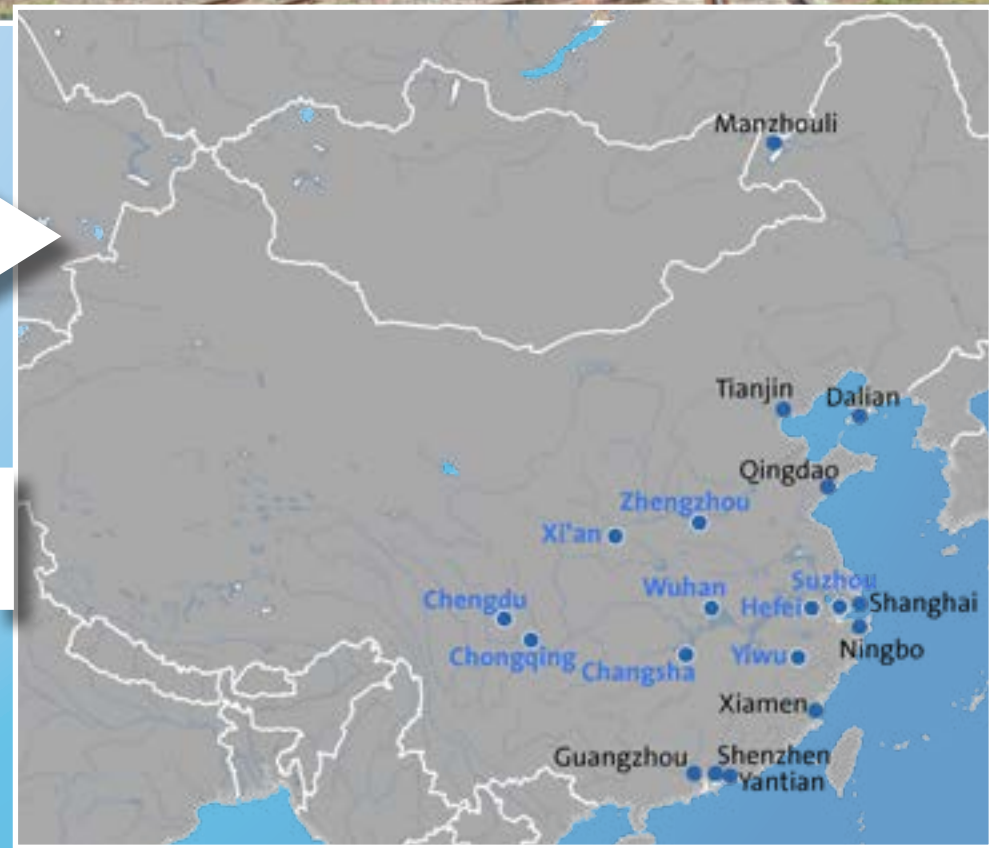 Manzhouli
Tianjin
Dalian
Qingdao
Zhengzhou
Xi'an
Suzhou
Wuhan
Chengdu
Hefei
Shanghai
Chongqing
Changsha
Yiwu
Ningbo
Xiamen
Guangzhou
Shenzhen
Yantian